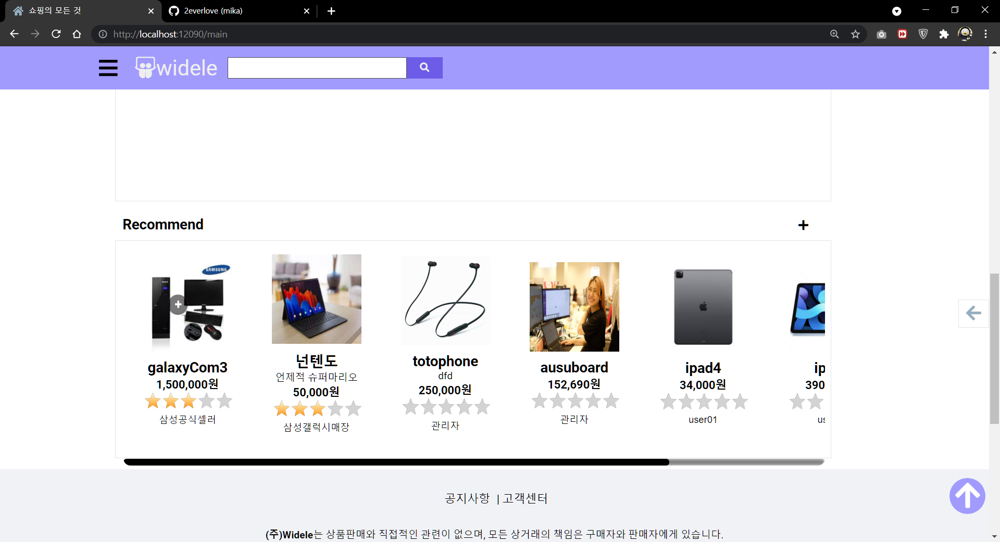 쇼핑의 모든 것
2everlove (mika)
http://localhost:12090/main
widele
Recommend
SAMSUNG
galaxyCom3
1,500,000원
삼성공식셀러
넌텐도
언제적 슈퍼마리오
50,000원
삼성갤럭시매장
totophone
dfd
250,000원
관리자
ausuboard
152,690원
관리자
ipad4
34,000원
user01
ip
390
us
공지사항 | 고객센터
(주)Widele는 상품판매와 직접적인 관련이 없으며, 모든 상거래의 책임은 구매자와 판매자에게 있습니다.